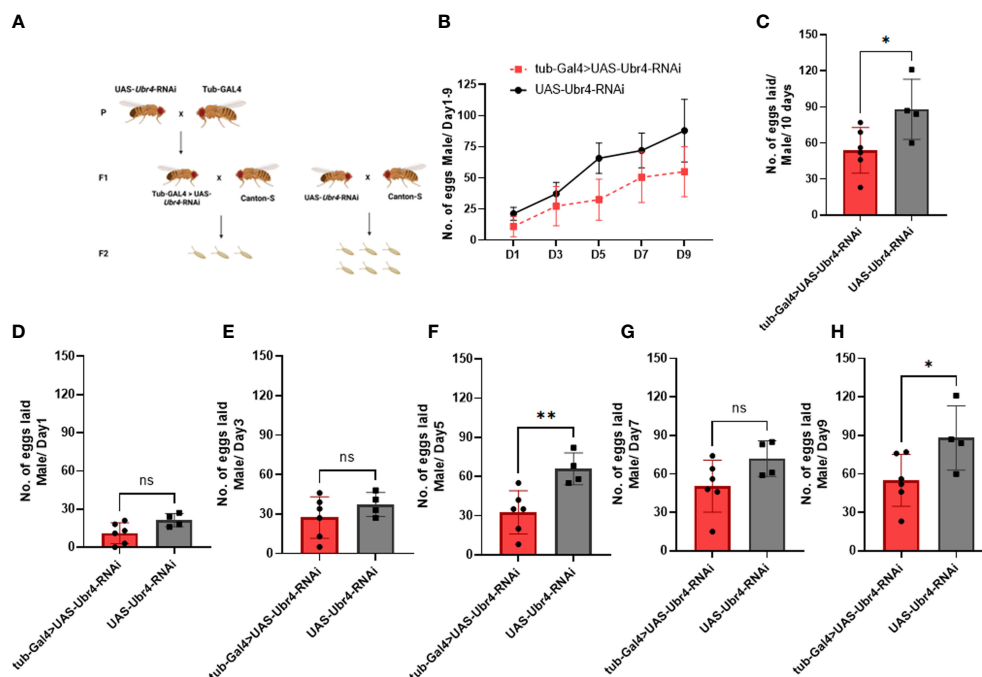 A
UAS-Ubr4-RNAi
Tub-GAL4
P
X
F1
X
X
Tub-GAL4 > UAS-
Ubr4-RNAi
Canton-S
UAS-Ubr4-RNAi
Canton-S
F2
B
tub-Gal4>UAS-Ubr4-RNAi
UAS-Ubr4-RNAi
No. of eggs Male/ Day1-9
125
100
75
50
25
0
D1 D3 D5 D7 D9
C
No. of eggs laid/
Male/ 10 days
150
120
90
60
30
0
*
tub-Gal4>UAS-Ubr4-RNAi
UAS-Ubr4-RNAi
D
No. of eggs laid
Male/ Day1
150
120
90
60
30
0
ns
tub-Gal4>UAS-Ubr4-RNAi
UAS-Ubr4-RNAi
E
No. of eggs laid
Male/ Day3
150
120
90
60
30
0
ns
tub-Gal4>UAS-Ubr4-RNAi
UAS-Ubr4-RNAi
F
No. of eggs laid
Male/ Day5
150
120
90
60
30
0
**
tub-Gal4>UAS-Ubr4-RNAi
UAS-Ubr4-RNAi
G
No. of eggs laid
Male/ Day7
150
120
90
60
30
0
ns
tub-Gal4>UAS-Ubr4-RNAi
UAS-Ubr4-RNAi
H
No. of eggs laid
Male/ Day9
150
120
90
60
30
0
*
tub-Gal4>UAS-Ubr4-RNAi
UAS-Ubr4-RNAi